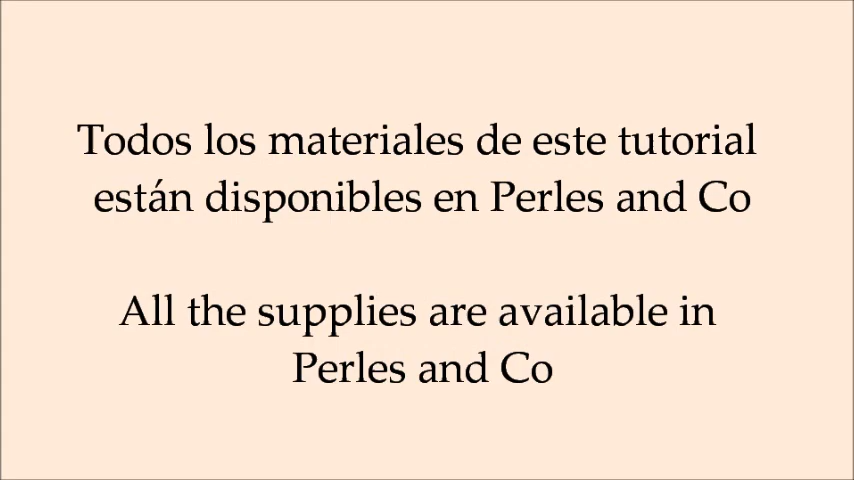 Todos los materiales de este tutorial
están disponibles en Perles and Co
All the supplies are available in
Perles and Co